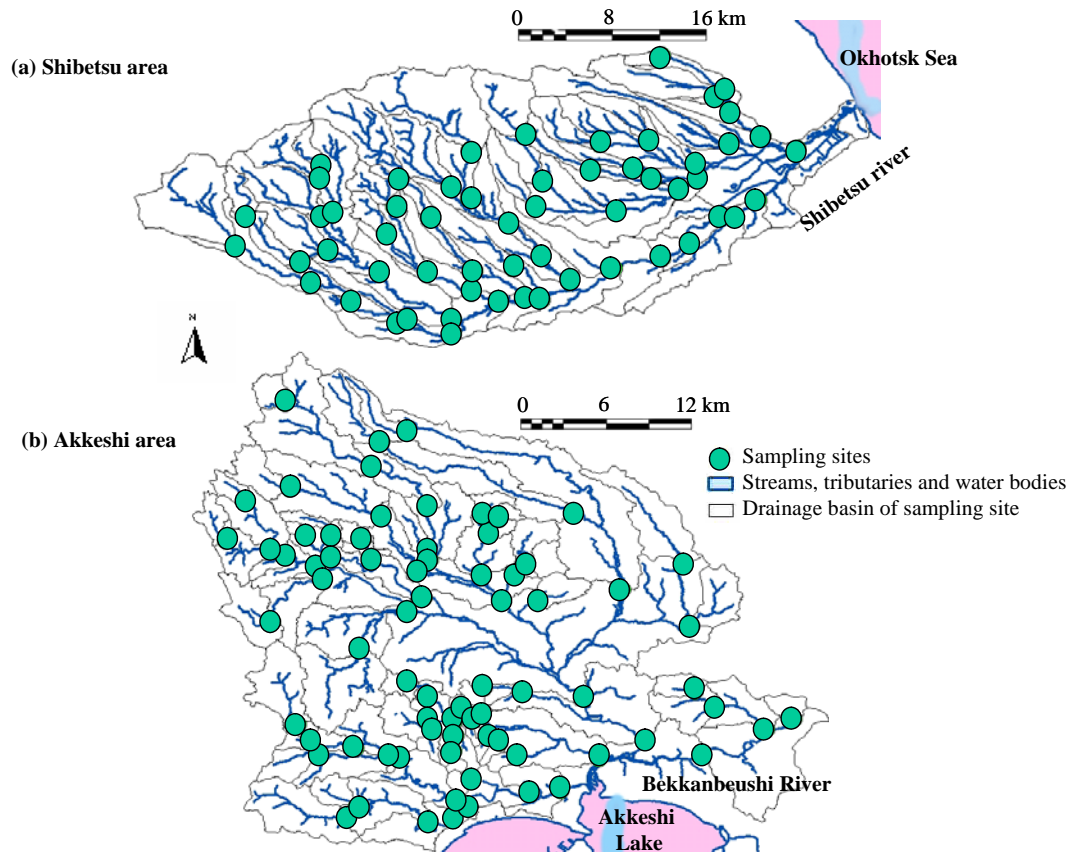 0 8 16 km
(a) Shibetsu area
Okhotsk Sea
Shibetsu river
N
0 6 12 km
(b) Akkeshi area
Sampling sites
Streams, tributaries and water bodies
Drainage basin of sampling site
Bekkanbeushi River
Akkeshi
Lake